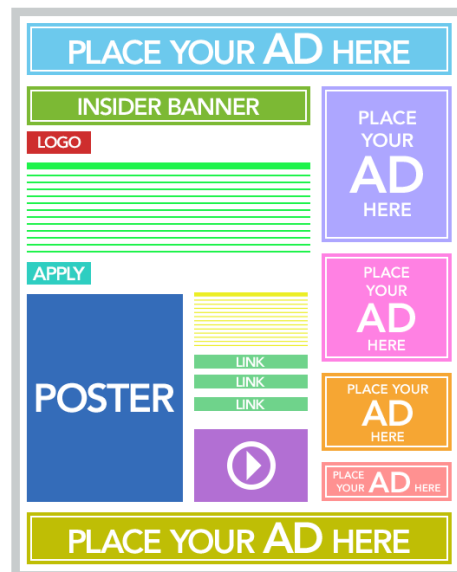 PLACE YOUR AD HERE
INSIDER BANNER
LOGO
APPLY
POSTER
LINK
LINK
LINK
PLACE
YOUR
AD
HERE
PLACE
YOUR
AD
HERE
PLACE YOUR
AD
HERE
PLACE
YOUR AD HERE
PLACE YOUR AD HERE